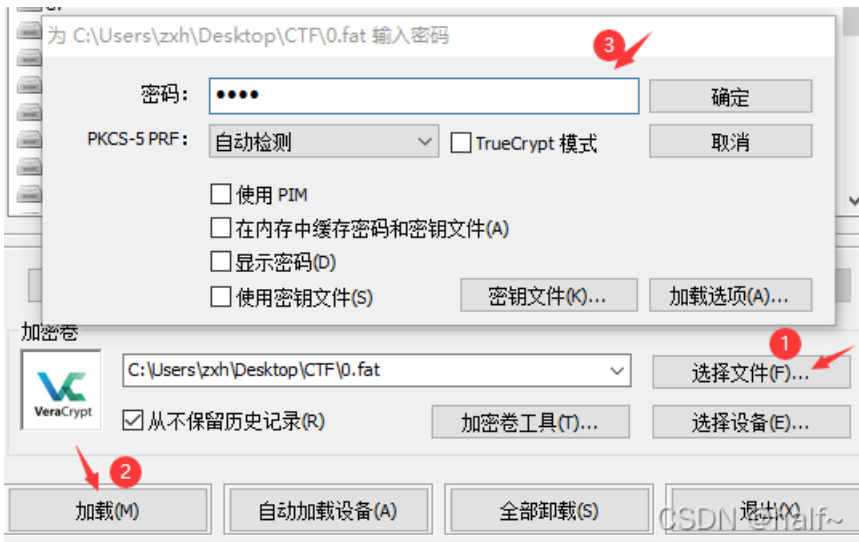 为 C:\Users\zxh\Desktop\CTF\0.fat 输入密码
3
密码: ●●●● 确定
PKCS-5 PRF: 自动检测 TrueCrypt 模式 取消
使用 PIM
在内存中缓存密码和密钥文件(A)
显示密码(D)
使用密钥文件(S) 密钥文件(K)... 加载选项(A)...
加密卷
1
C:\Users\zxh\Desktop\CTF\0.fat 选择文件(F)...
VeraCrypt
从不保留历史记录(R) 加密卷工具(T)... 选择设备(E)...
2
加载(M) 自动加载设备(A) 全部卸载(S) 退出(X)
CSDN @half~